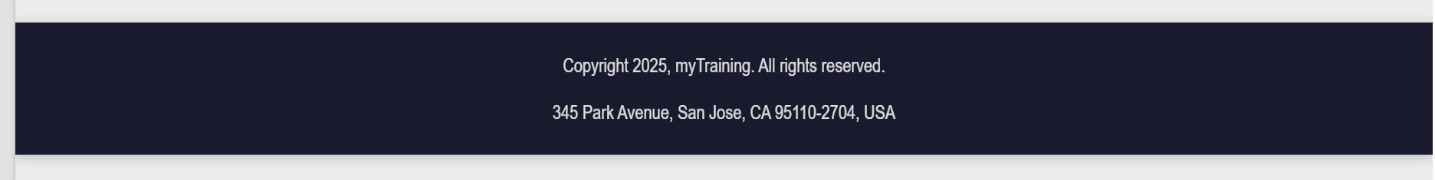 Copyright 2025, myTraining. All rights reserved.
345 Park Avenue, San Jose, CA 95110-2704, USA